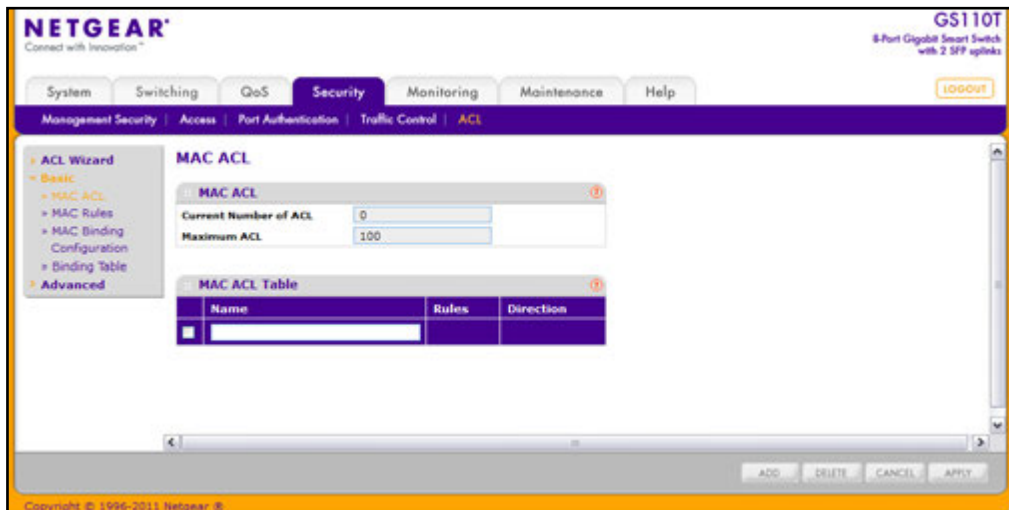 NETGEAR®
Connect with Innovation™
GS110T
8-Port Gigabit Smart Switch
with 2 SFP uplinks
System Switching QoS Security Monitoring Maintenance Help
LOGOUT
Management Security | Access | Port Authentication | Traffic Control | ACL
ACL Wizard
Basic
» MAC ACL
» MAC Rules
» MAC Binding
Configuration
» Binding Table
Advanced
MAC ACL
MAC ACL
Current Number of ACL 0
Maximum ACL 100
MAC ACL Table
Name Rules Direction
ADD DELETE CANCEL APPLY
Copyright © 1996-2011 Netgear ®